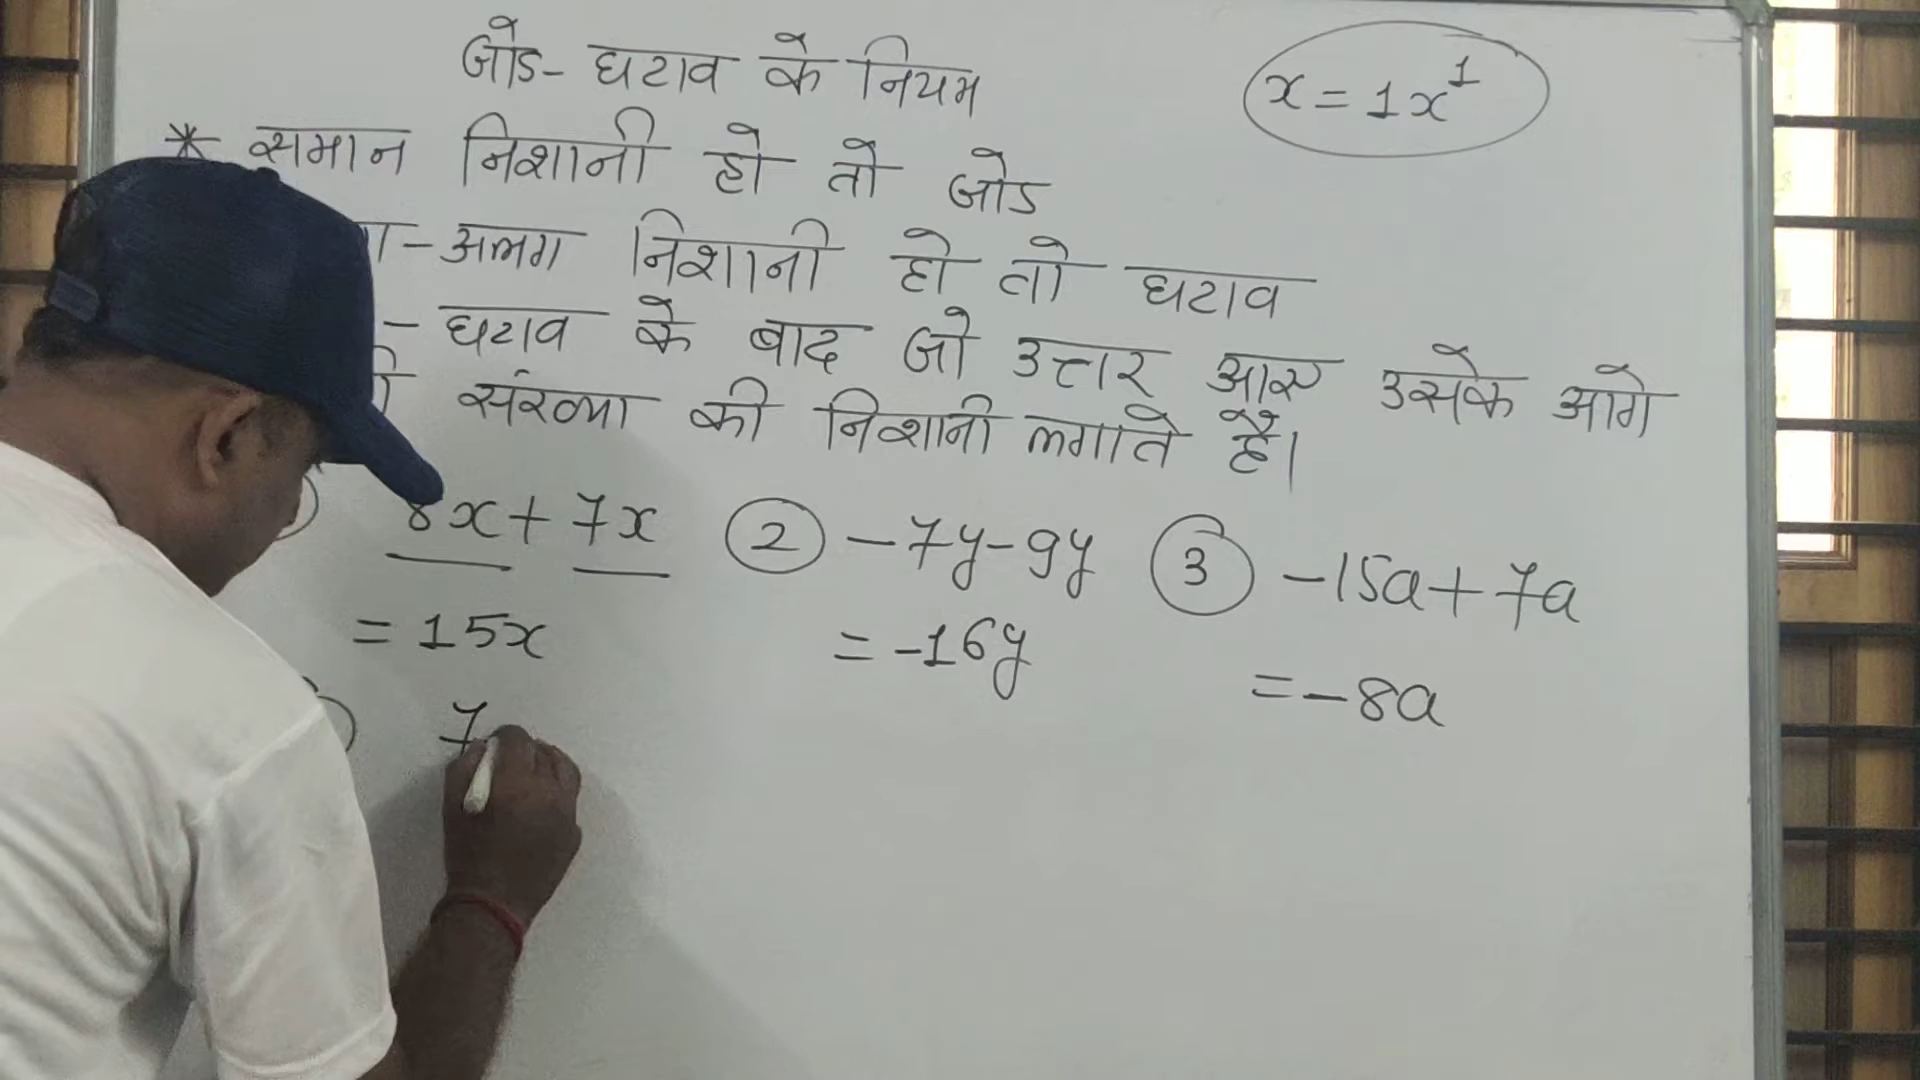 जोड - घटाव के नियम
x = 1x¹
* समान निशानी हो तो जोड
- अलग निशानी हो तो घटाव
- घटाव के बाद जो उत्तर आए उसके आगे
संख्या की निशानी लगाते है।
8x + 7x ② - 7y - 9y ③ - 15a + 7a
= 15x = -16y = - 8a
7